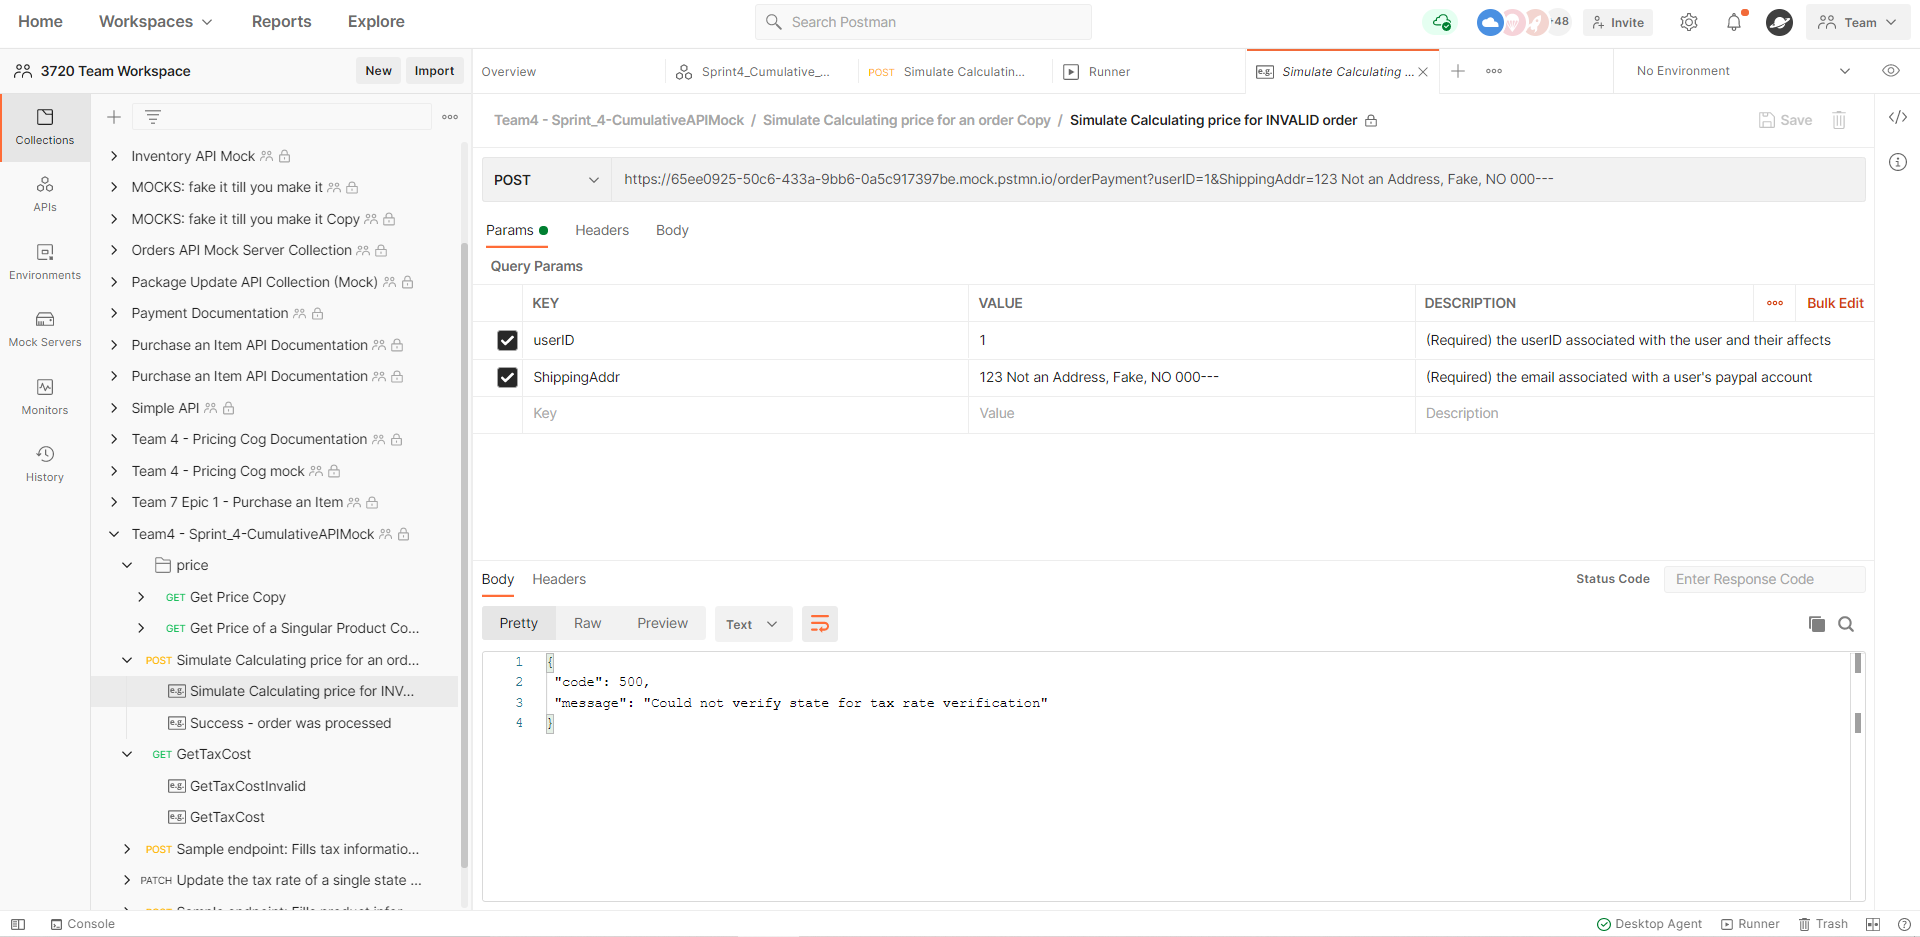 Home Workspaces Reports Explore Search Postman +48 Invite Team
3720 Team Workspace New Import Overview Sprint4_Cumulative_... POST Simulate Calculatin... Runner e.g. Simulate Calculating ... No Environment
Collections
APIs
Environments
Mock Servers
Monitors
History
Inventory API Mock
MOCKS: fake it till you make it
MOCKS: fake it till you make it Copy
Orders API Mock Server Collection
Package Update API Collection (Mock)
Payment Documentation
Purchase an Item API Documentation
Purchase an Item API Documentation
Simple API
Team 4 - Pricing Cog Documentation
Team 4 - Pricing Cog mock
Team 7 Epic 1 - Purchase an Item
Team4 - Sprint_4-CumulativeAPIMock
price
GET Get Price Copy
GET Get Price of a Singular Product Co...
POST Simulate Calculating price for an ord...
e.g. Simulate Calculating price for INV...
e.g. Success - order was processed
GET GetTaxCost
e.g. GetTaxCostInvalid
e.g. GetTaxCost
POST Sample endpoint: Fills tax informatio...
PATCH Update the tax rate of a single state ...
POST Sample endpoint: Fills product infor...
Team4 - Sprint_4-CumulativeAPIMock / Simulate Calculating price for an order Copy / Simulate Calculating price for INVALID order Save
POST https://65ee0925-50c6-433a-9bb6-0a5c917397be.mock.pstmn.io/orderPayment?userID=1&ShippingAddr=123 Not an Address, Fake, NO 000---
Params Headers Body
Query Params
KEY VALUE DESCRIPTION Bulk Edit
userID 1 (Required) the userID associated with the user and their affects
ShippingAddr 123 Not an Address, Fake, NO 000--- (Required) the email associated with a user's paypal account
Key Value Description
Body Headers Status Code Enter Response Code
Pretty Raw Preview Text
1 {
2 "code": 500,
3 "message": "Could not verify state for tax rate verification"
4 }
Console Desktop Agent Runner Trash